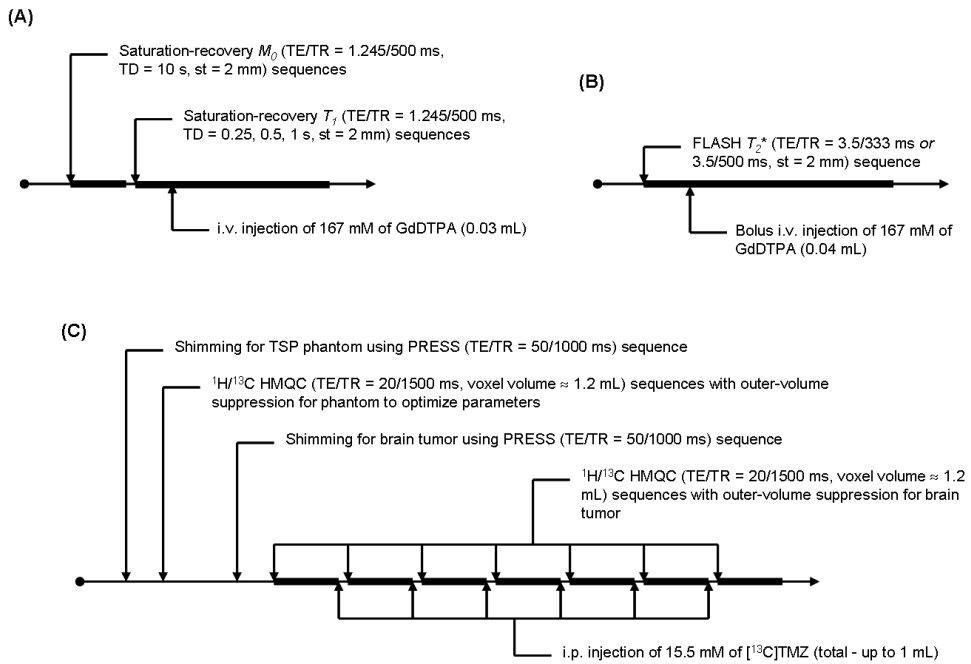 (A)
Saturation-recovery M0 (TE/TR = 1.245/500 ms,
TD = 10 s, st = 2 mm) sequences
Saturation-recovery T1 (TE/TR = 1.245/500 ms,
TD = 0.25, 0.5, 1 s, st = 2 mm) sequences
i.v. injection of 167 mM of GdDTPA (0.03 mL)
(B)
FLASH T2* (TE/TR = 3.5/333 ms or
3.5/500 ms, st = 2 mm) sequence
Bolus i.v. injection of 167 mM of
GdDTPA (0.04 mL)
(C)
Shimming for TSP phantom using PRESS (TE/TR = 50/1000 ms) sequence
¹H/¹³C HMQC (TE/TR = 20/1500 ms, voxel volume ≈ 1.2 mL) sequences with outer-volume
suppression for phantom to optimize parameters
Shimming for brain tumor using PRESS (TE/TR = 50/1000 ms) sequence
¹H/¹³C HMQC (TE/TR = 20/1500 ms, voxel volume ≈ 1.2
mL) sequences with outer-volume suppression for brain
tumor
i.p. injection of 15.5 mM of [¹³C]TMZ (total - up to 1 mL)